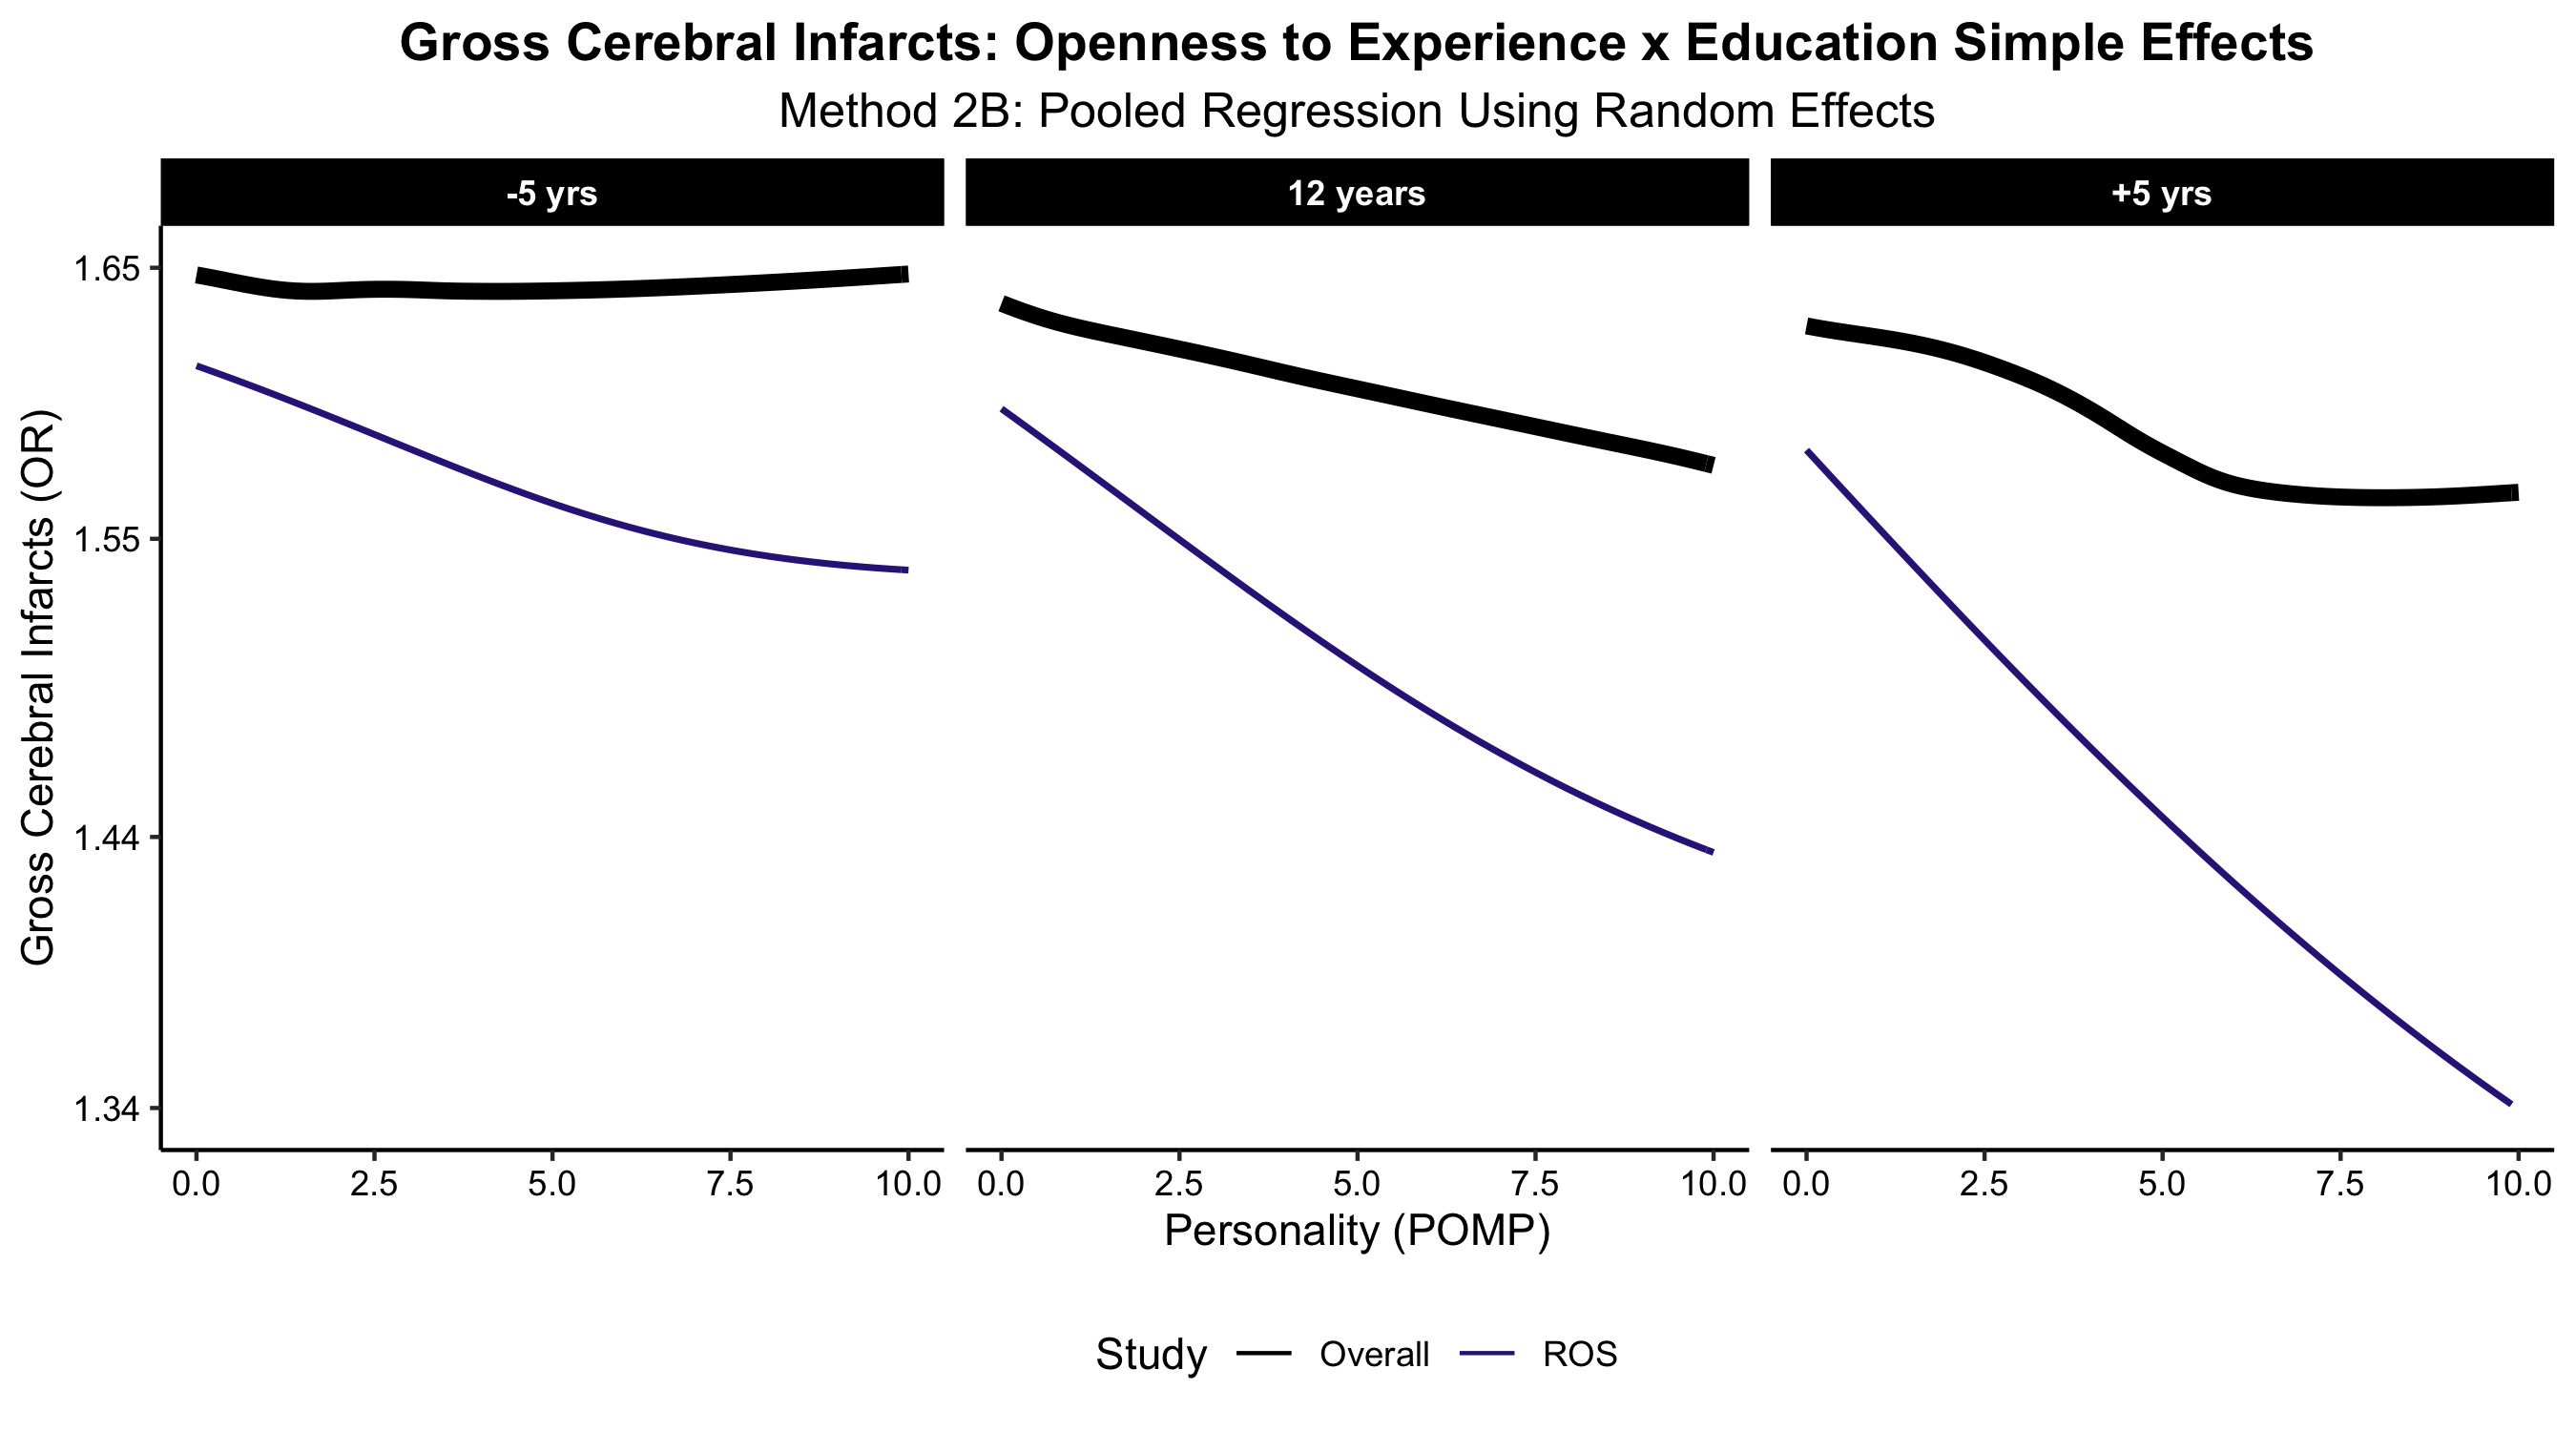 Gross Cerebral Infarcts: Openness to Experience x Education Simple Effects
Method 2B: Pooled Regression Using Random Effects
-5 yrs
12 years
+5 yrs
Gross Cerebral Infarcts (OR)
1.65
1.55
1.44
1.34
0.0 2.5 5.0 7.5 10.0
0.0 2.5 5.0 7.5 10.0
0.0 2.5 5.0 7.5 10.0
Personality (POMP)
Study Overall ROS